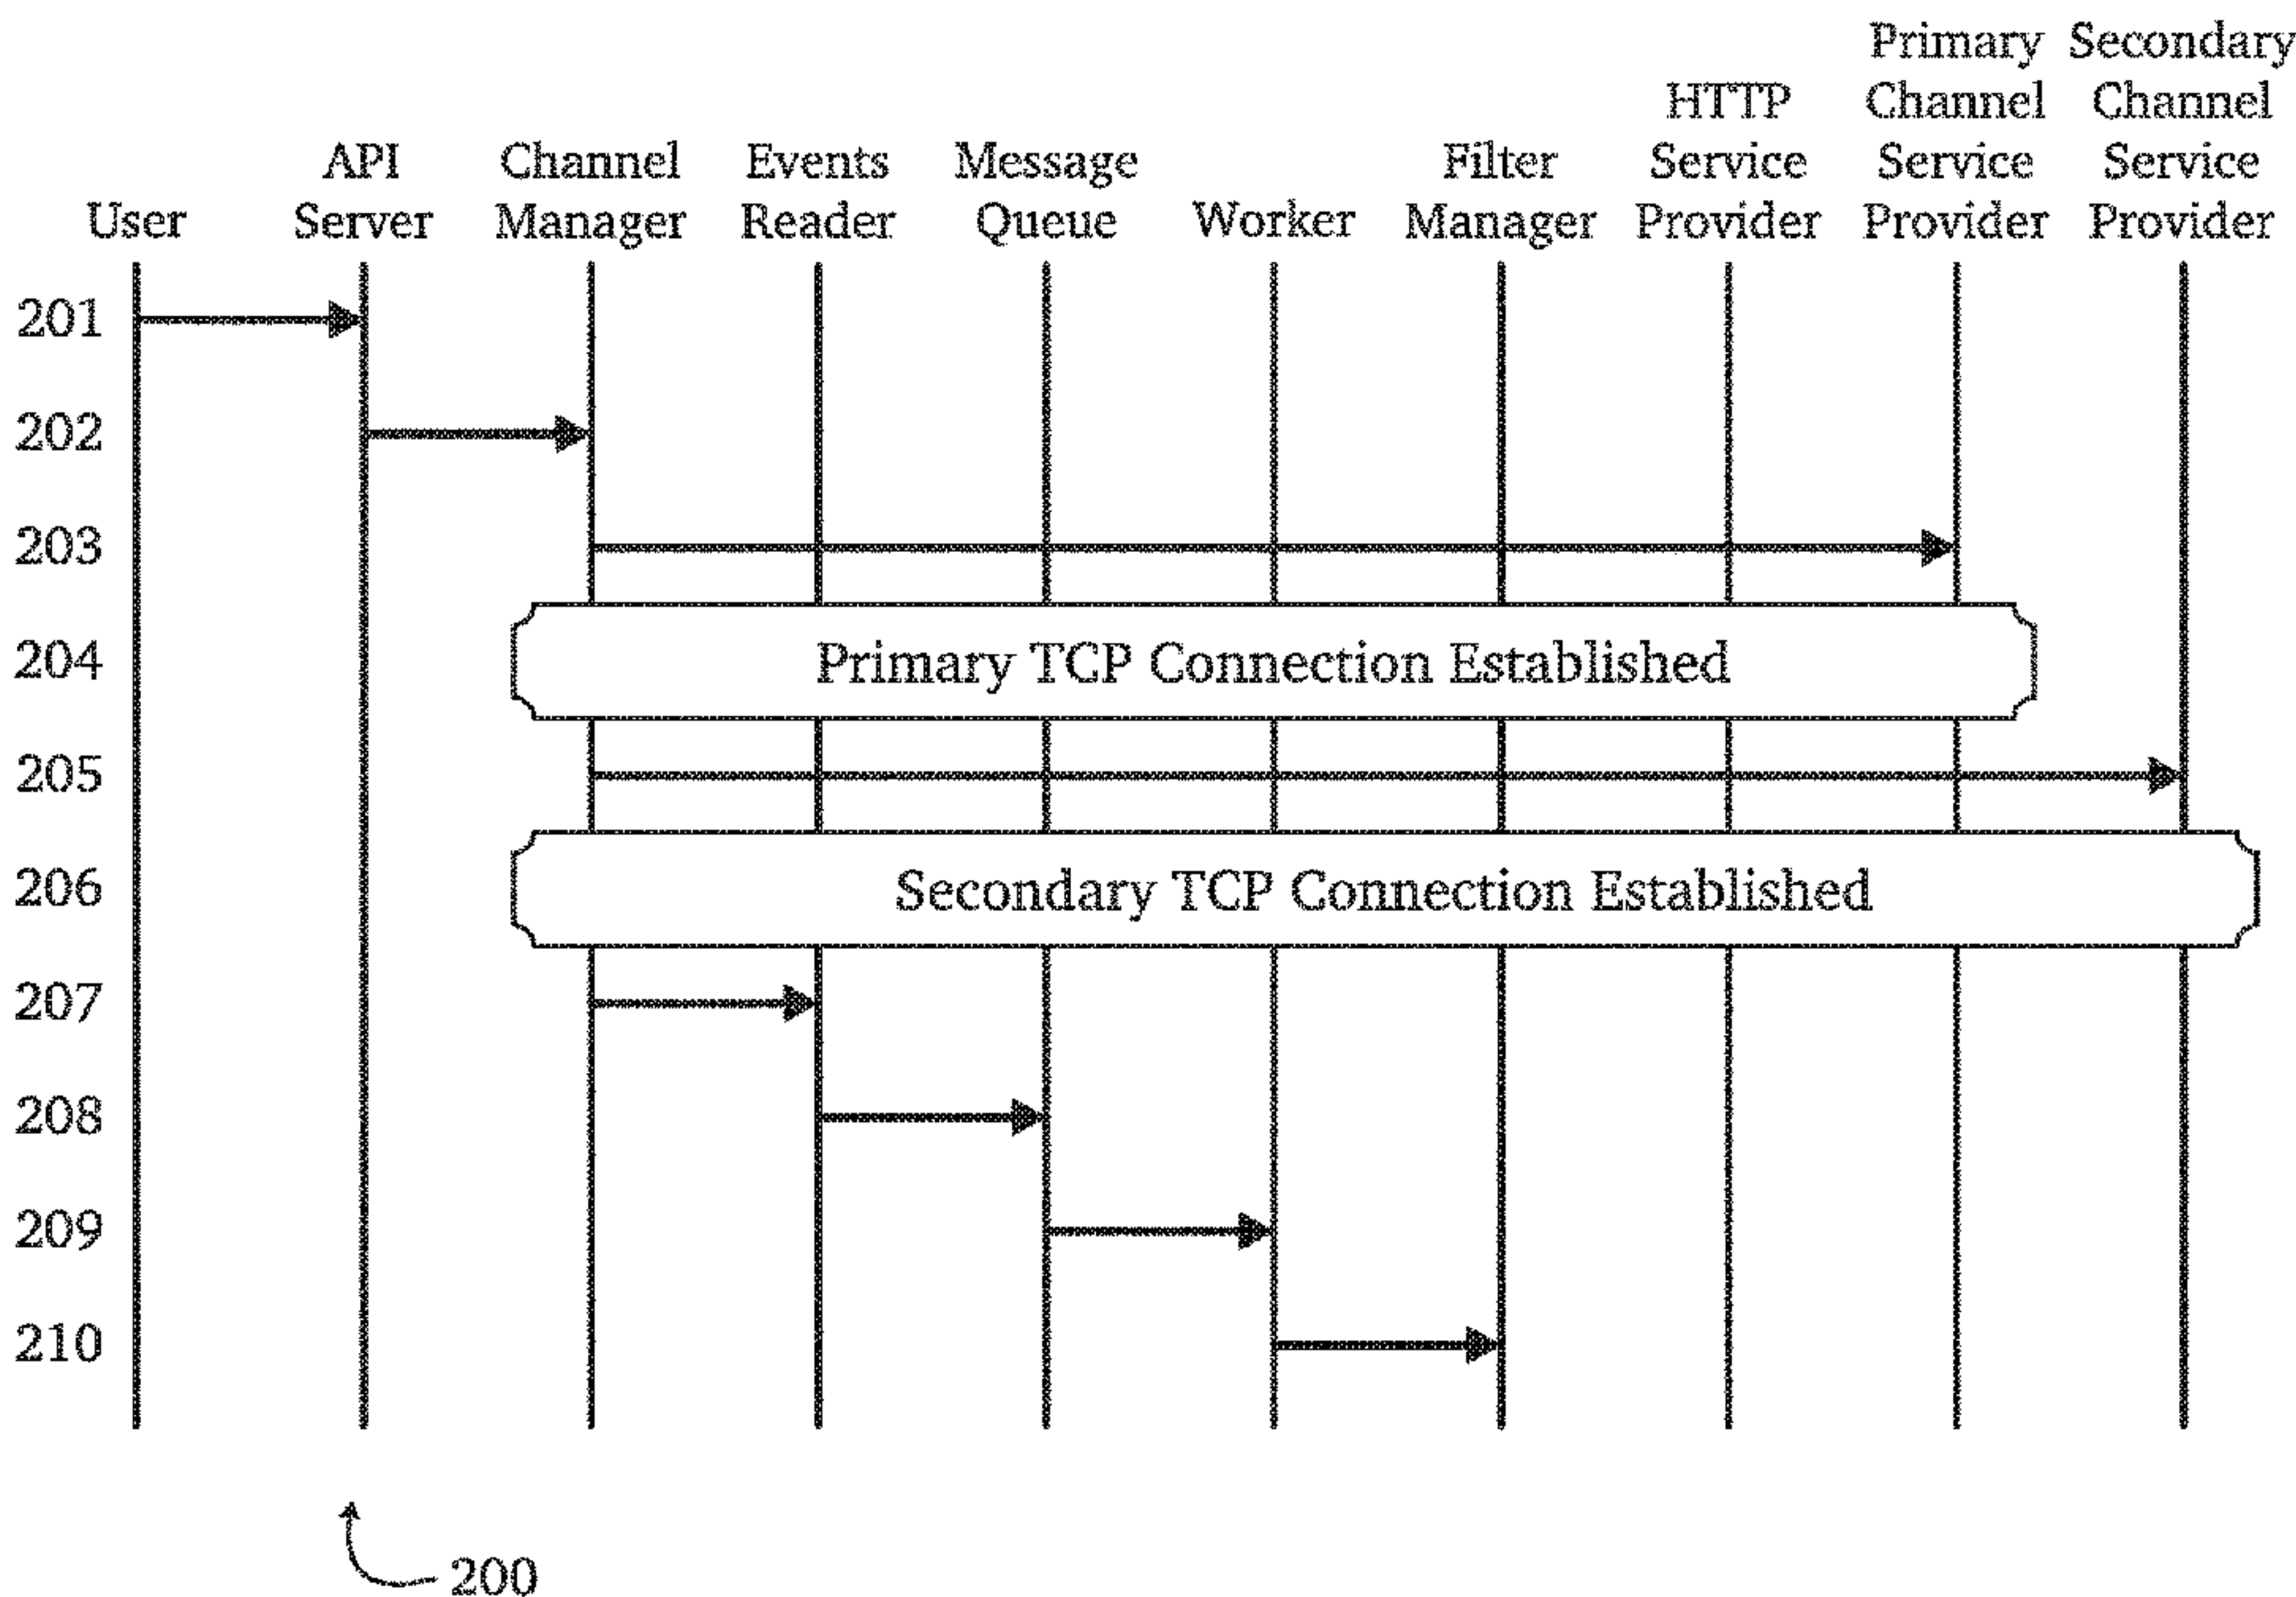 Primary Secondary
HTTP Channel Channel
API Channel Events Message Filter Service Service Service
User Server Manager Reader Queue Worker Manager Provider Provider Provider
201
202
203
204 Primary TCP Connection Established
205
206 Secondary TCP Connection Established
207
208
209
210
200